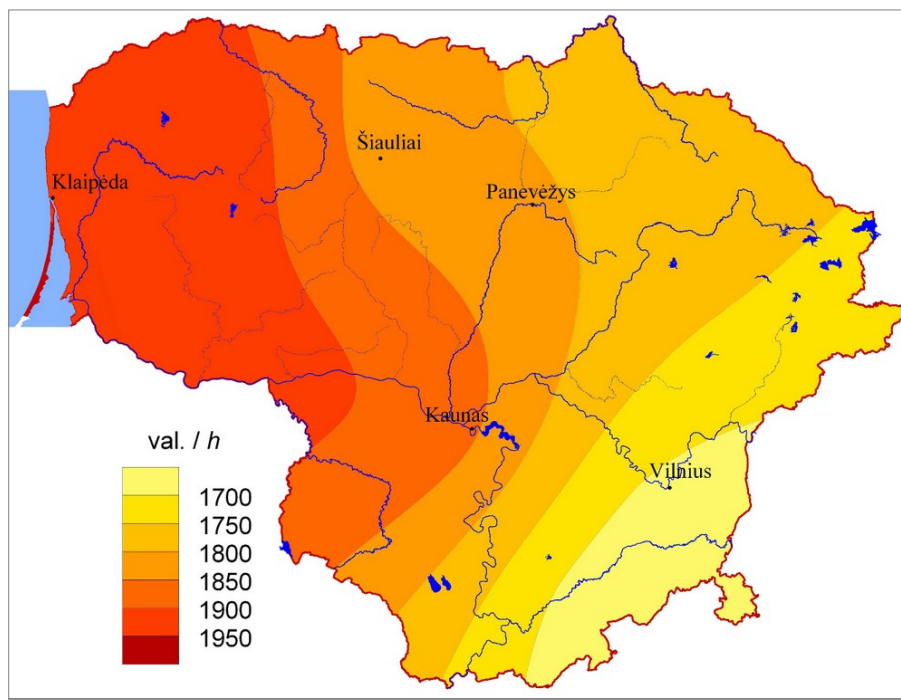 Šiauliai
Klaipėda
Panevėžys
Kaunas
val. / h
Vilnius
1700
1750
1800
1850
1900
1950